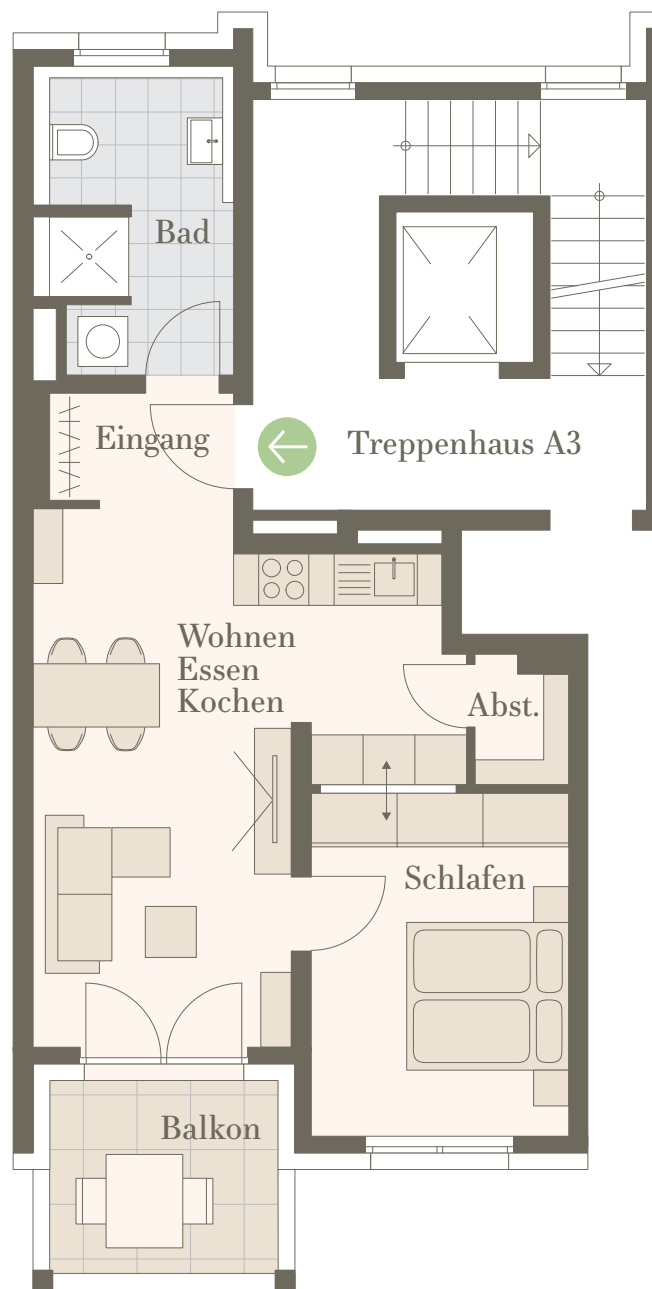 Bad
Eingang
Treppenhaus A3
Wohnen
Essen
Kochen
Abst.
Schlafen
Balkon